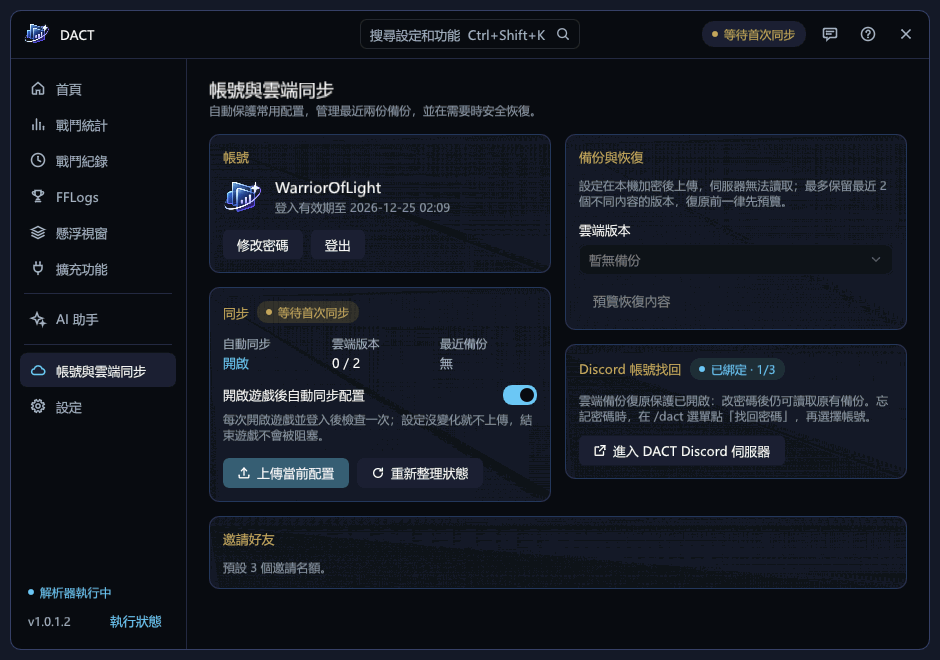 DACT
搜尋設定和功能 Ctrl+Shift+K
等待首次同步
首頁
戰鬥統計
戰鬥紀錄
FFLogs
懸浮視窗
擴充功能
AI 助手
帳號與雲端同步
設定
解析器執行中
v1.0.1.2 執行狀態
帳號與雲端同步
自動保護常用配置，管理最近兩份備份，並在需要時安全恢復。
帳號
WarriorOfLight
登入有效期至 2026-12-25 02:09
修改密碼 登出
同步 等待首次同步
自動同步 雲端版本 最近備份
開啟 0 / 2 無
開啟遊戲後自動同步配置
每次開啟遊戲並登入後檢查一次；設定沒變化就不上傳，結
束遊戲不會被阻塞。
上傳當前配置 重新整理狀態
備份與恢復
設定在本機加密後上傳，伺服器無法讀取；最多保留最近 2
個不同內容的版本，復原前一律先預覽。
雲端版本
暫無備份
預覽恢復內容
Discord 帳號找回 已綁定 · 1/3
雲端備份復原保護已開啟：改密碼後仍可讀取原有備份。忘
記密碼時，在 /dact 選單點「找回密碼」，再選擇帳號。
進入 DACT Discord 伺服器
邀請好友
預設 3 個邀請名額。